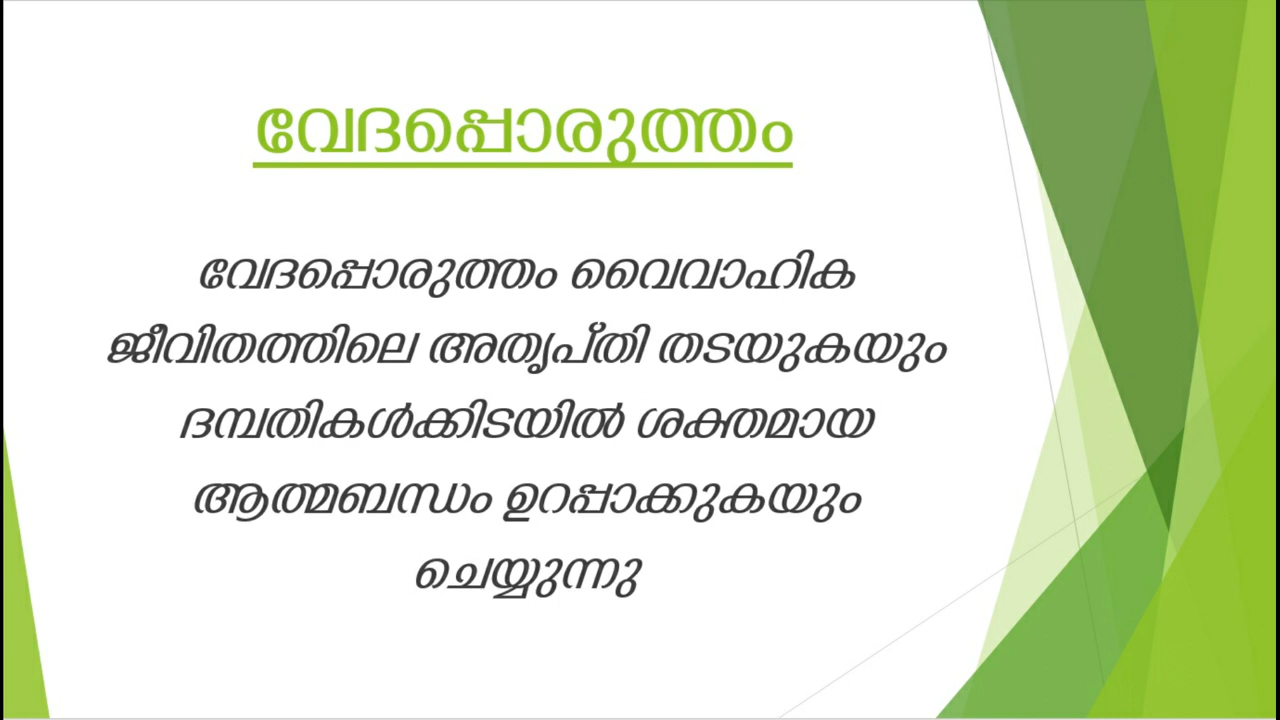 വേദപ്പൊരുത്തം
വേദപ്പൊരുത്തം വൈവാഹിക
ജീവിതത്തിലെ അതൃപ്തി തടയുകയും
ദമ്പതികൾക്കിടയിൽ ശക്തമായ
ആത്മബന്ധം ഉറപ്പാക്കുകയും
ചെയ്യുന്നു